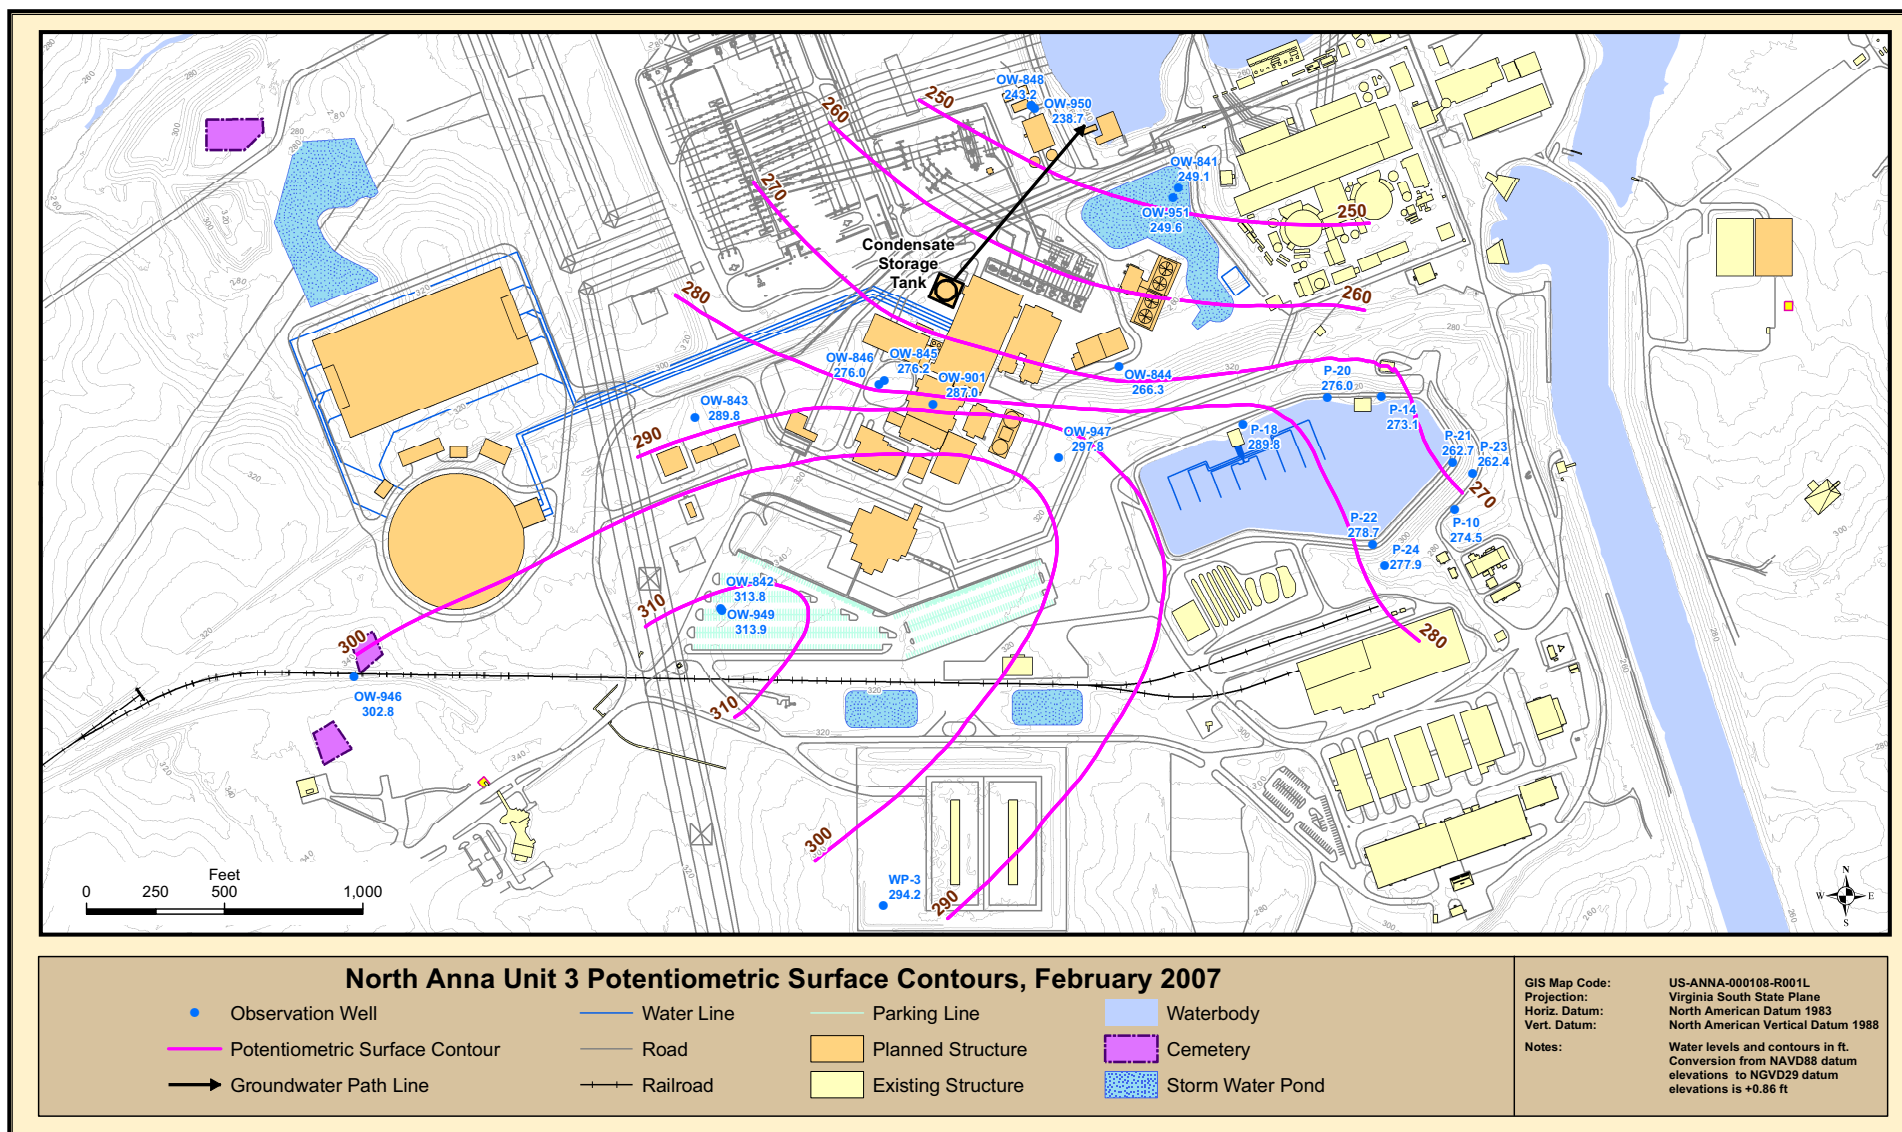 OW-848
243.2
OW-950
238.7
250
260
OW-841
249.1
270
OW-951
249.6
250
Condensate
Storage
Tank
280
260
OW-846
276.0
OW-845
276.2
OW-901
287.0
OW-844
266.3
P-20
276.0
OW-843
289.8
P-14
273.1
290
OW-947
297.8
P-18
289.8
P-21
262.7
P-23
262.4
270
P-22
278.7
P-10
274.5
P-24
277.9
OW-842
313.8
310
OW-949
313.9
300
280
OW-946
302.8
310
300
WP-3
294.2
290
Feet
0 250 500 1,000
N
W E
S
North Anna Unit 3 Potentiometric Surface Contours, February 2007
Observation Well
Water Line
Parking Line
Waterbody
Potentiometric Surface Contour
Road
Planned Structure
Cemetery
Groundwater Path Line
Railroad
Existing Structure
Storm Water Pond
GIS Map Code: US-ANNA-000108-R001L
Projection: Virginia South State Plane
Horiz. Datum: North American Datum 1983
Vert. Datum: North American Vertical Datum 1988
Notes: Water levels and contours in ft.
Conversion from NAVD88 datum
elevations to NGVD29 datum
elevations is +0.86 ft